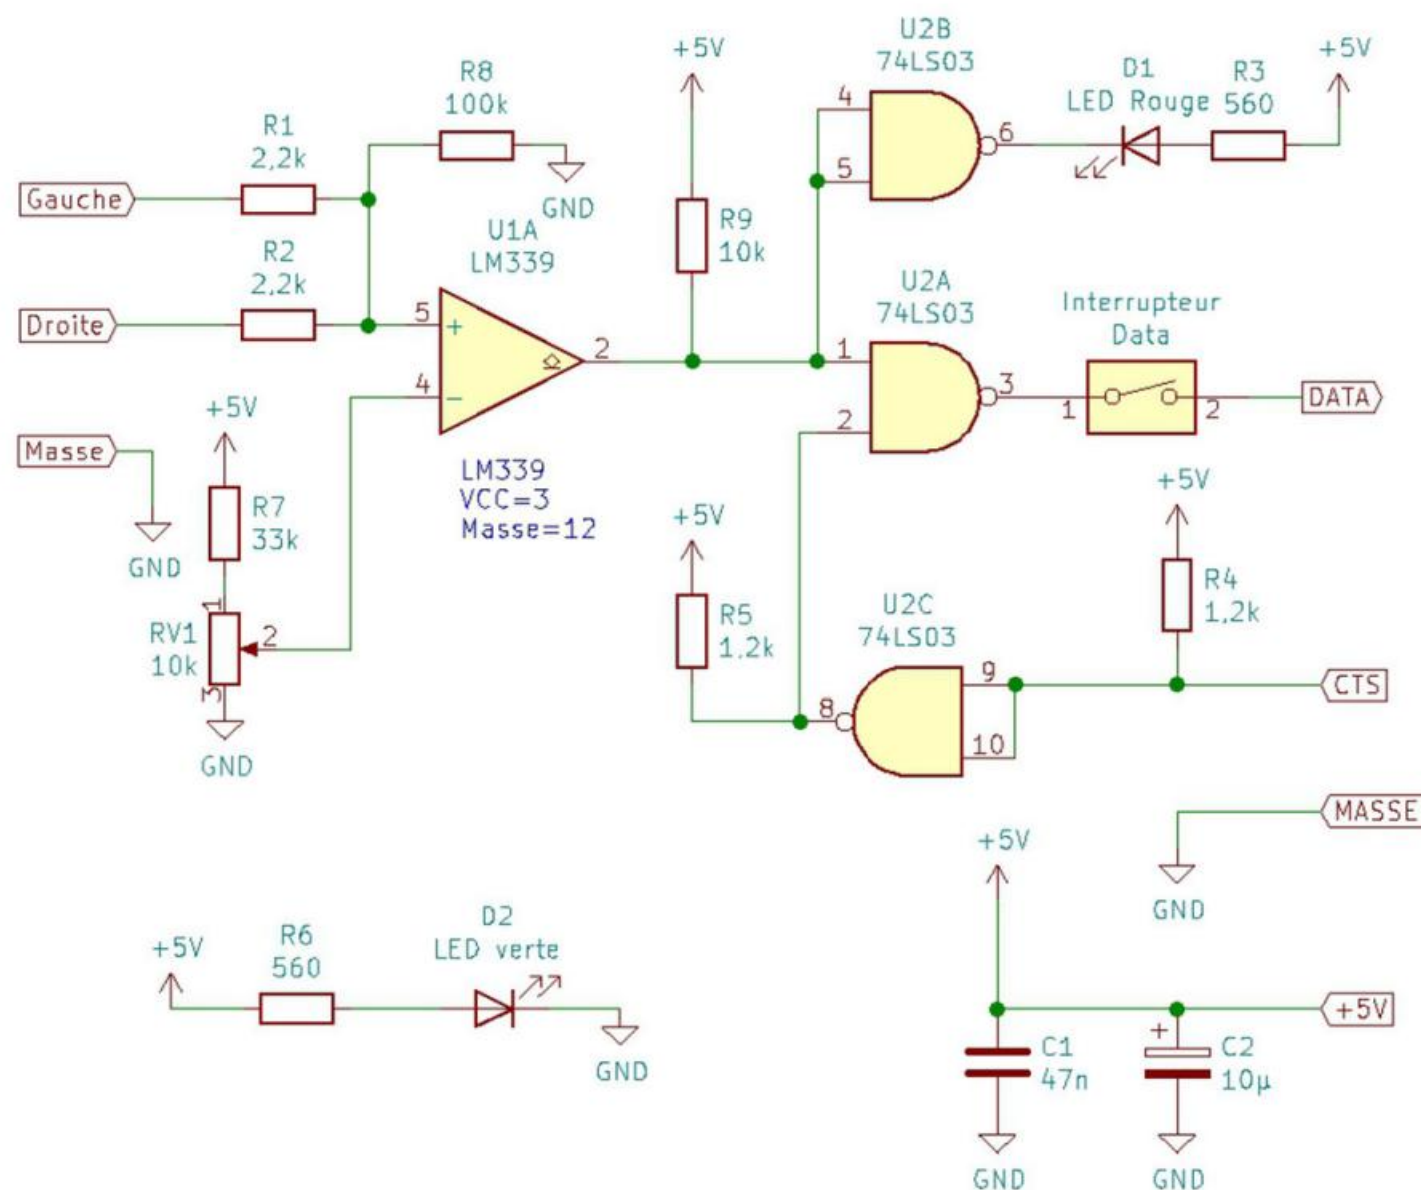 U2B
74LS03
+5V
+5V
R8
100k
D1
LED Rouge
R3
560
R1
2,2k
4
5
6
Gauche
GND
R9
10k
U1A
LM339
R2
2,2k
U2A
74LS03
Interrupteur
Data
Droite
5
+
4
-
2
1
2
3
1
2
DATA
+5V
Masse
GND
R7
33k
LM339
VCC=3
Masse=12
+5V
+5V
R4
1,2k
1
RV1
10k
2
3
GND
R5
1,2k
U2C
74LS03
8
9
10
CTS
MASSE
GND
+5V
+5V
R6
560
D2
LED verte
GND
+5V
C1
47n
+
C2
10µ
GND
GND